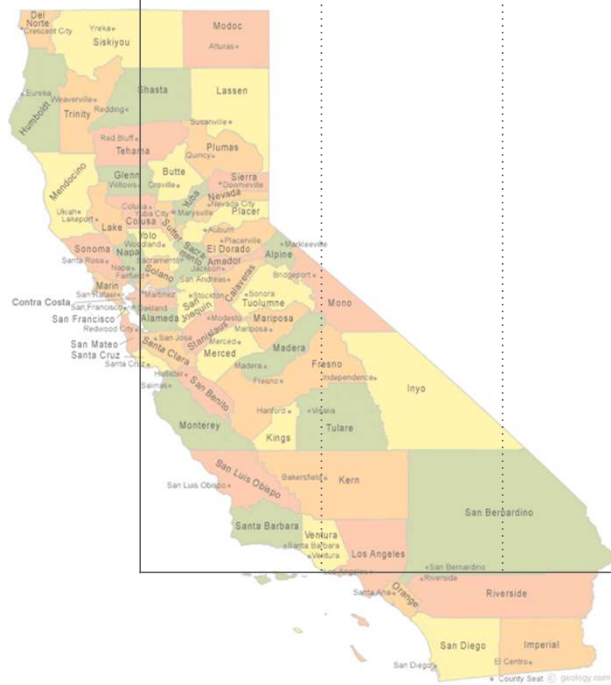 Del
Norte
Crescent City
Yreka
Siskiyou
Modoc
Alturas
Eureka
Humboldt
Weaverville
Trinity
Shasta
Redding
Lassen
Susanville
Red Bluff
Tehama
Plumas
Quincy
Mendocino
Glenn
Willows
Butte
Oroville
Sierra
Downieville
Yuba
Nevada
Nevada City
Ukiah
Lakeport
Lake
Colusa
Colusa
Yuba City
Marysville
Sutter
Placer
Auburn
Yolo
Woodland
Sacra-
mento
Sacramento
El Dorado
Placerville
Sonoma
Santa Rosa
Napa
Napa
Fairfield
Solano
Amador
Jackson
Alpine
Markleeville
San Andreas
Calaveras
Bridgeport
Marin
San Rafael
Contra Costa
Martinez
Stockton
San
Joaquin
Sonora
Tuolumne
Mono
San Francisco
San Francisco
Oakland
Alameda
Modesto
Stanislaus
Mariposa
Mariposa
Redwood City
San Mateo
San Jose
Santa Clara
Merced
Merced
Madera
Madera
Santa Cruz
Santa Cruz
Hollister
Salinas
San Benito
Fresno
Fresno
Independence
Inyo
Monterey
Hanford
Kings
Visalia
Tulare
San Luis Obispo
San Luis Obispo
Bakersfield
Kern
San Bernardino
Santa Barbara
Santa Barbara
Ventura
Ventura
Los Angeles
Los Angeles
San Bernardino
Riverside
Santa Ana
Orange
Riverside
San Diego
San Diego
Imperial
El Centro
County Seat © geology.com